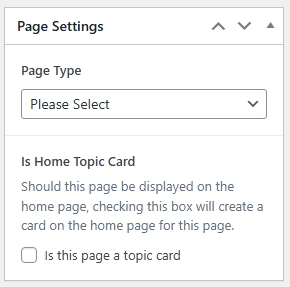 Page Settings
Page Type
Please Select
Is Home Topic Card
Should this page be displayed on the
home page, checking this box will create a
card on the home page for this page.
Is this page a topic card